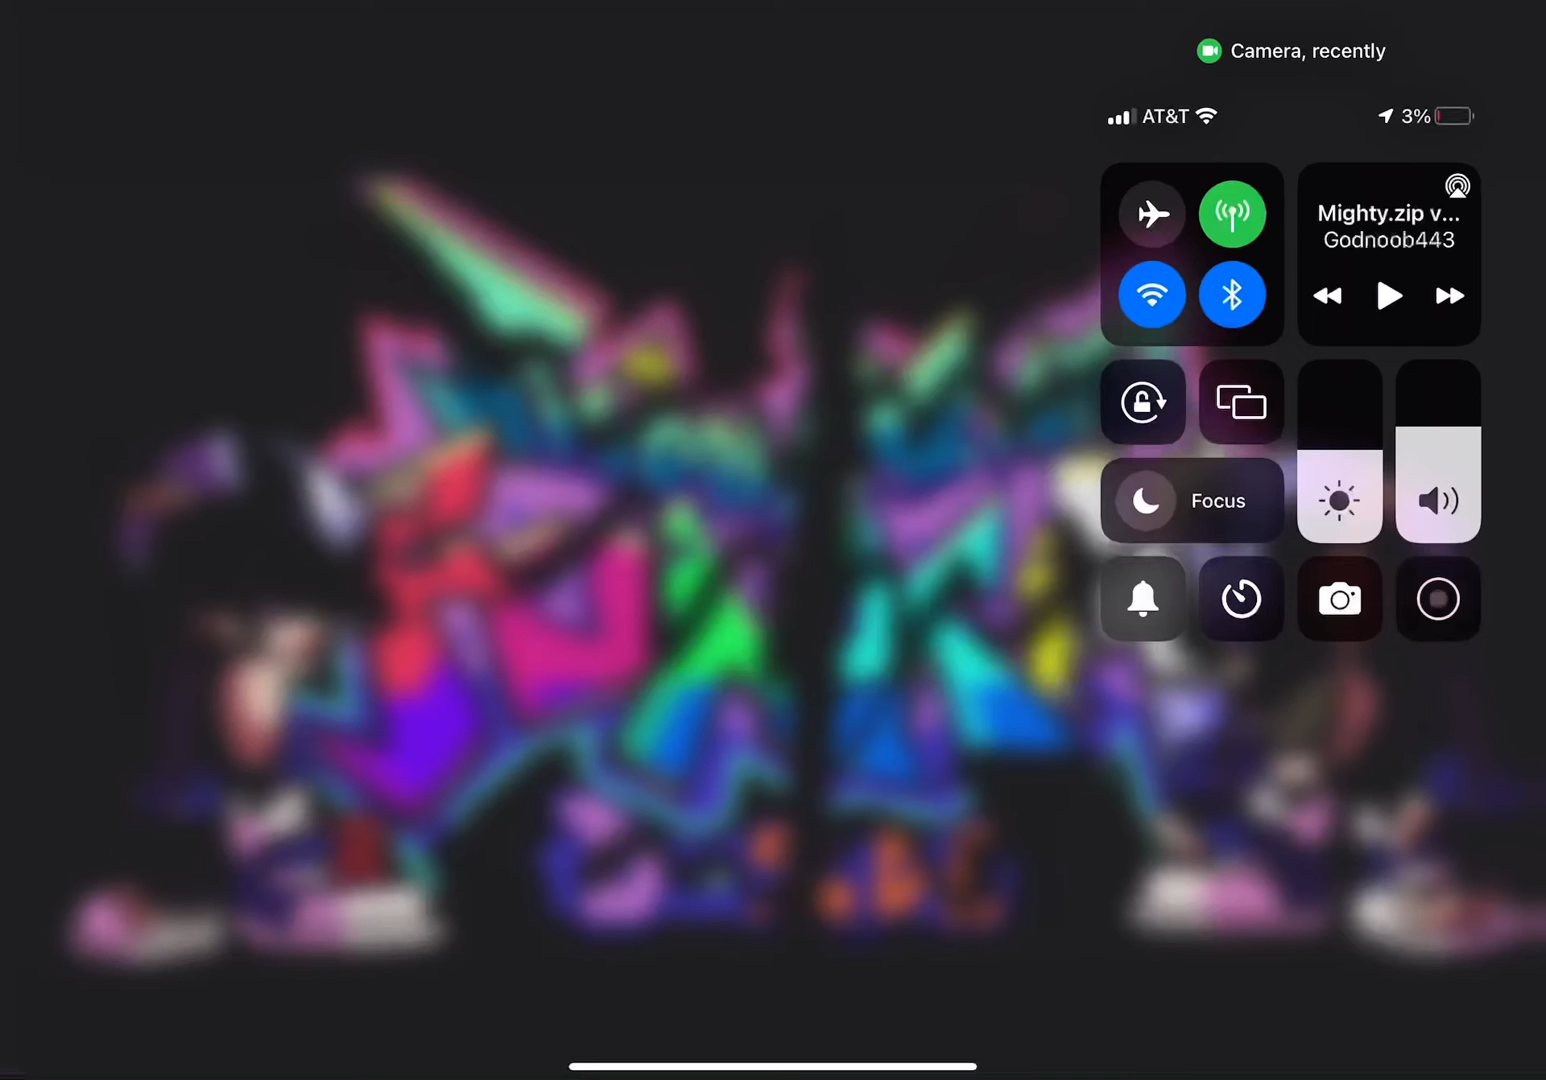 Camera, recently
AT&T
3%
Mighty.zip v...
Godnoob443
Focus